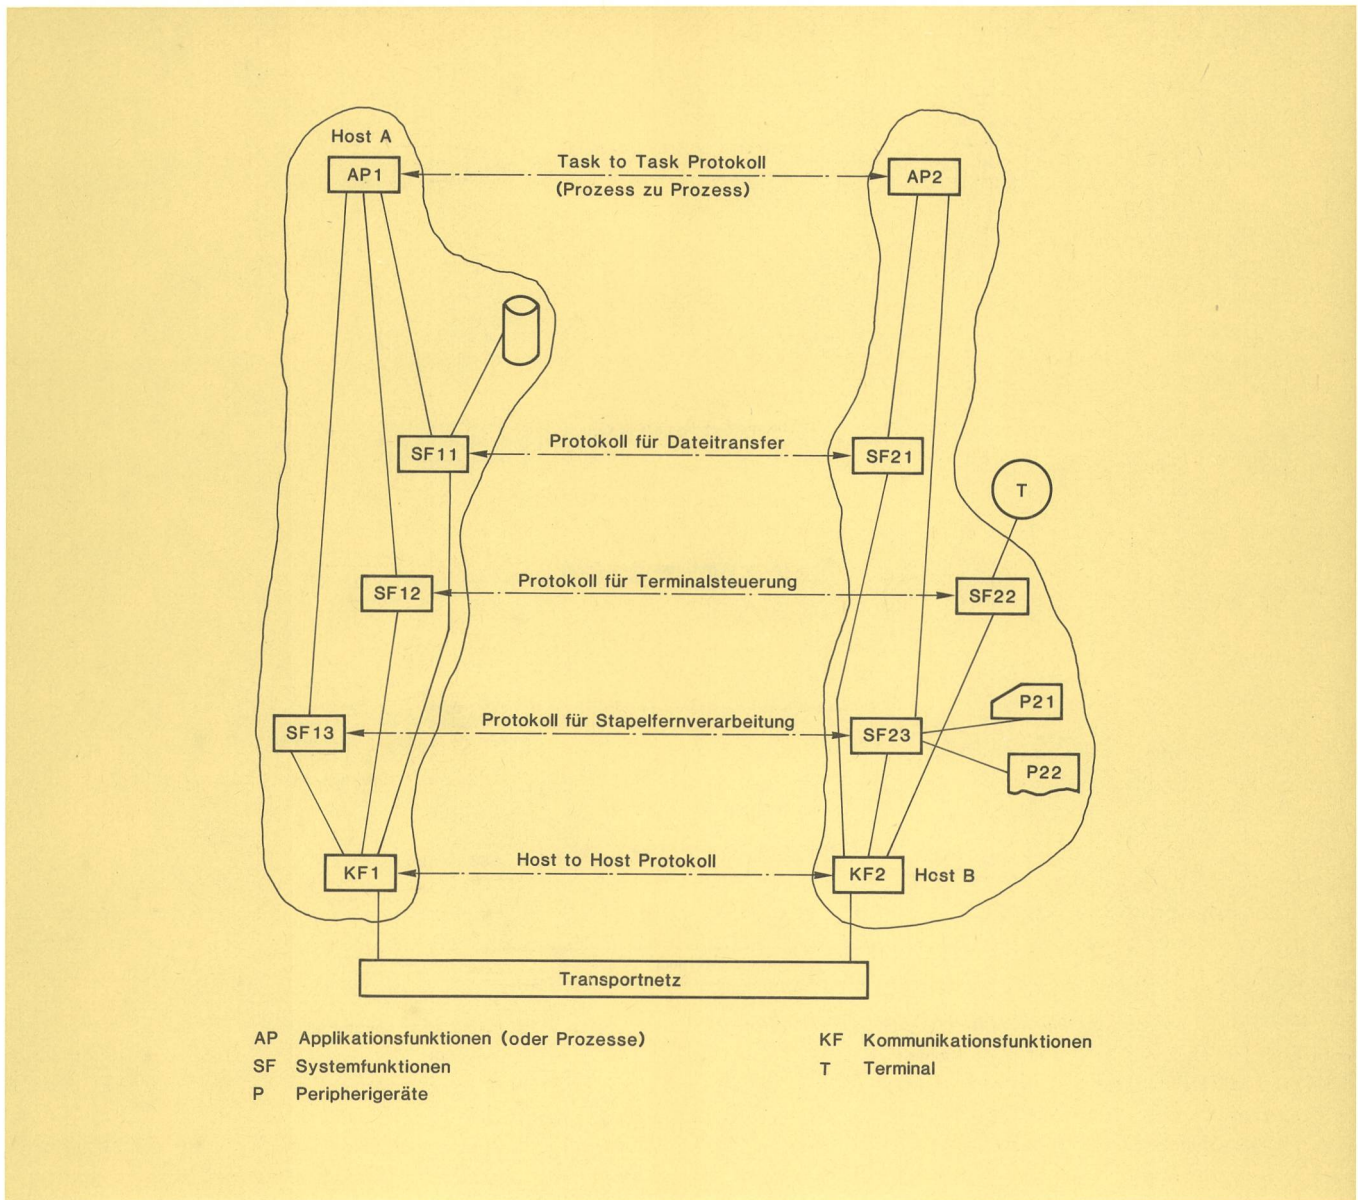 Host A
AP1
Task to Task Protokoll
(Prozess zu Prozess)
AP2
SF11
Protokoll für Dateitransfer
SF21
T
SF12
Protokoll für Terminalsteuerung
SF22
P21
SF13
Protokoll für Stapelfernverarbeitung
SF23
P22
KF1
Host to Host Protokoll
KF2
Host B
Transportnetz
AP Applikationsfunktionen (oder Prozesse)
SF Systemfunktionen
P Peripherigeräte
KF Kommunikationsfunktionen
T Terminal